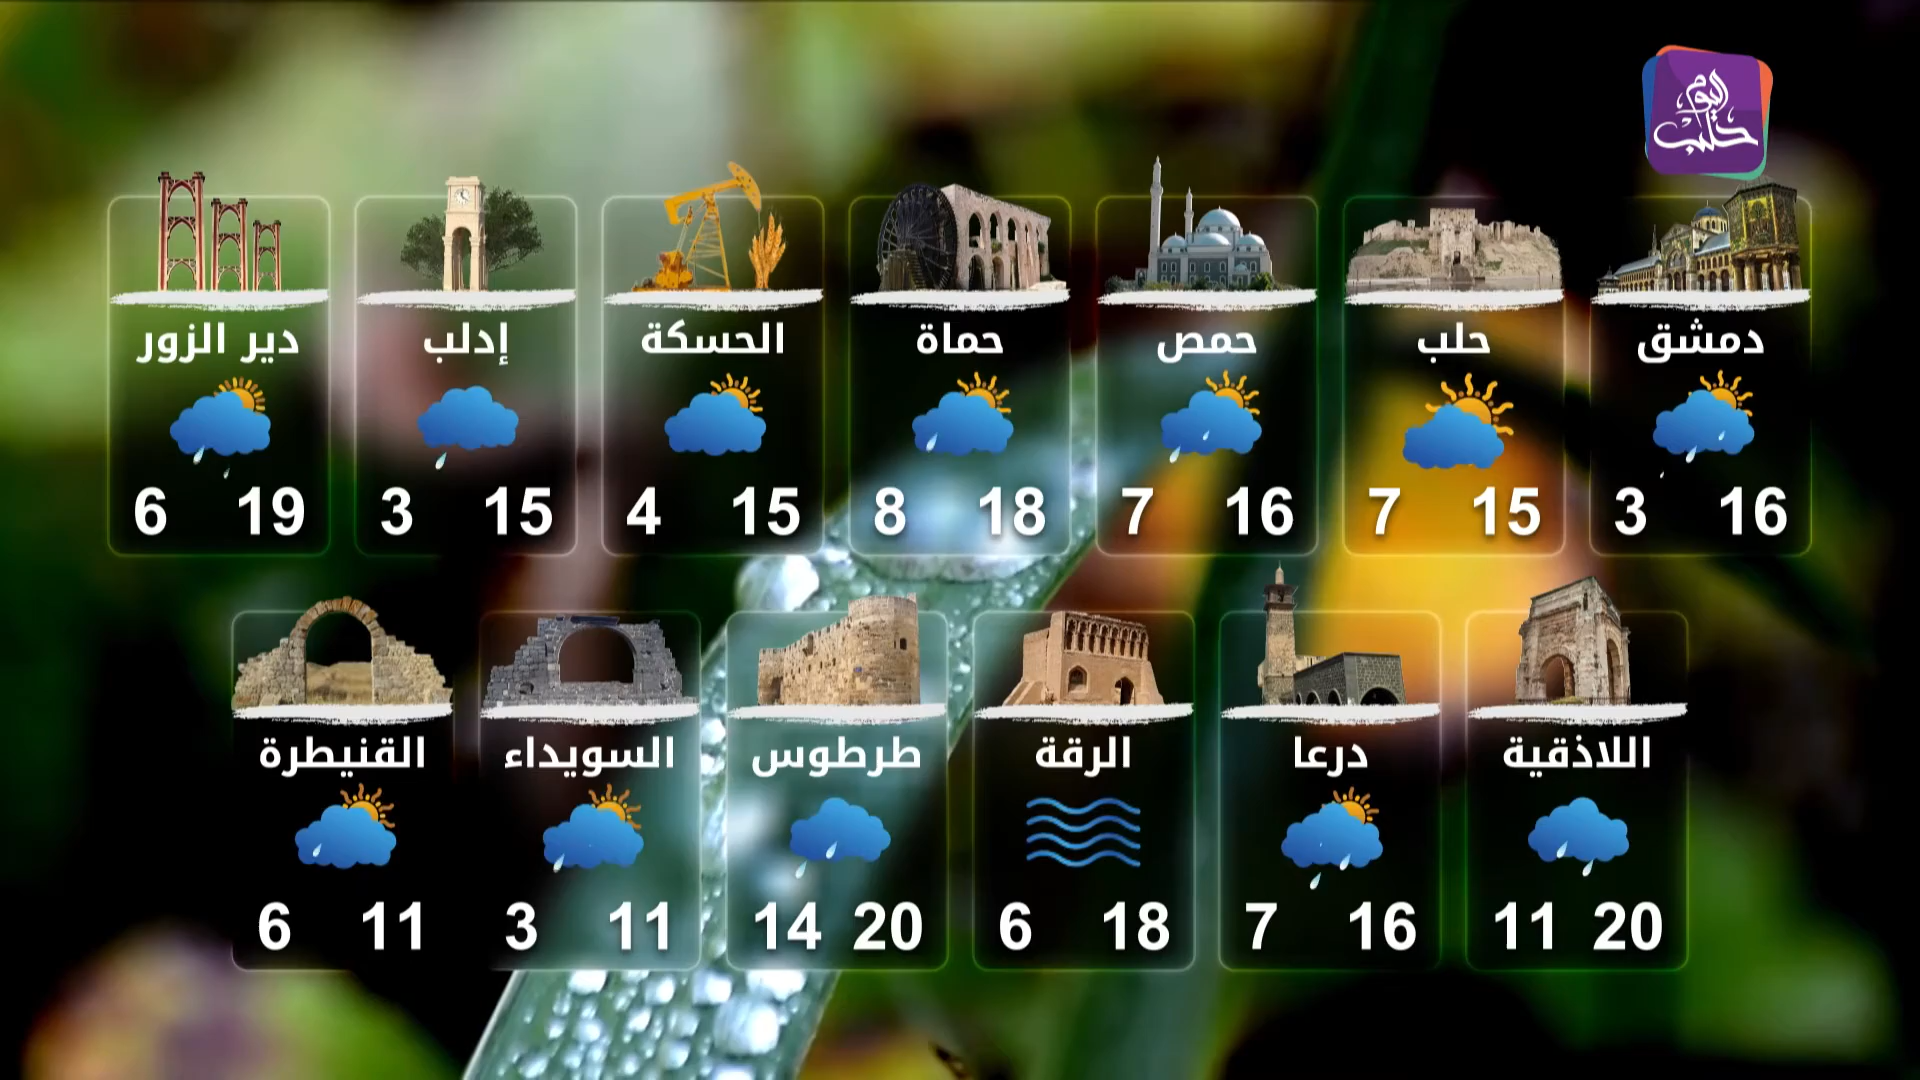 حلب اليوم
دمشق
حلب
حمص
حماة
الحسكة
إدلب
دير الزور
16 3
15 7
16 7
18 8
15 4
15 3
19 6
اللاذقية
درعا
الرقة
طرطوس
السويداء
القنيطرة
20 11
16 7
18 6
20 14
11 3
11 6